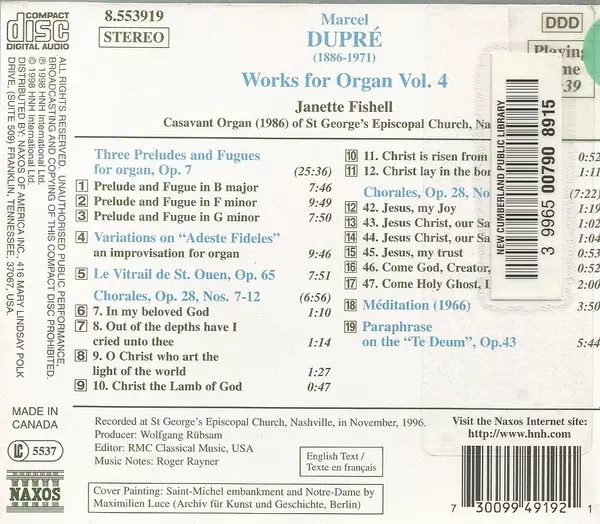 COMPACT
disc
DIGITAL AUDIO
8.553919
STEREO
Marcel
DUPRÉ
(1886-1971)
Works for Organ Vol. 4
DDD
Playing
39
Janette Fishell
Casavant Organ (1986) of St George's Episcopal Church,
Three Preludes and Fugues
for organ, Op. 7 (25:36)
1 Prelude and Fugue in B major 7:46
2 Prelude and Fugue in F minor 9:49
3 Prelude and Fugue in G minor 7:50
4 Variations on "Adeste Fideles"
an improvisation for organ 9:46
5 Le Vitrail de St. Ouen, Op. 65 7:51
Chorales, Op. 28, Nos. 7-12 (6:56)
6 7. In my beloved God 1:10
7 8. Out of the depths have I
cried unto thee 1:14
8 9. O Christ who art the
light of the world 1:27
9 10. Christ the Lamb of God 0:47
10 11. Christ is risen from 0:52
11 12. Christ lay in the 1:11
Chorales, Op. 28, (7:22)
12 42. Jesus, my Joy 1:19
13 43. Jesus Christ, our 1:02
14 44. Jesus Christ, our 1:04
15 45. Jesus, my trust 0:53
16 46. Come God, Creator, 0:52
17 47. Come Holy Ghost, 2:00
18 Méditation (1966) 3:50
19 Paraphrase
on the "Te Deum", Op.43 5:44
NEW CUMBERLAND PUBLIC LIBRARY
3 9965 00790 8915
ALL RIGHTS RESERVED. UNAUTHORISED PUBLIC PERFORMANCE,
BROADCASTING AND COPYING OF THIS COMPACT DISC PROHIBITED.
℗ 1998 HNH International Ltd.
© 1998 HNH International Ltd.
DISTRIBUTED BY: NAXOS OF AMERICA INC., 416 MARY LINDSAY POLK
DRIVE, (SUITE 509) FRANKLIN, TENNESSEE, 37067, USA.
MADE IN
CANADA
LC 5537
NAXOS
Recorded at St George's Episcopal Church, Nashville, in November, 1996.
Producer: Wolfgang Rübsam
Editor: RMC Classical Music, USA
Music Notes: Roger Rayner
English Text /
Texte en français
Cover Painting: Saint-Michel embankment and Notre-Dame by
Maximilien Luce (Archiv für Kunst und Geschichte, Berlin)
Visit the Naxos Internet site:
http://www.hnh.com
7 30099 49192 1